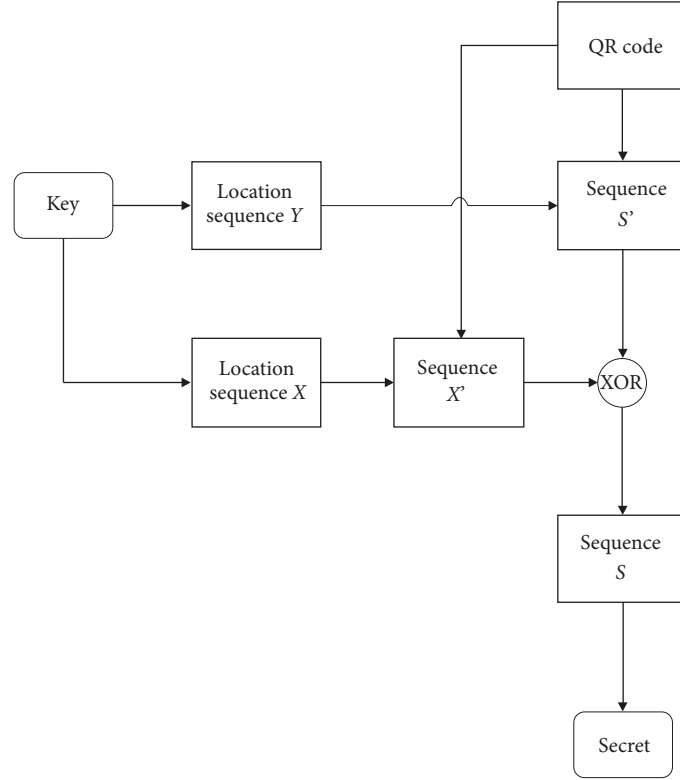 QR code
Key
Location
sequence Y
Sequence
S’
Location
sequence X
Sequence
X’
XOR
Sequence
S
Secret